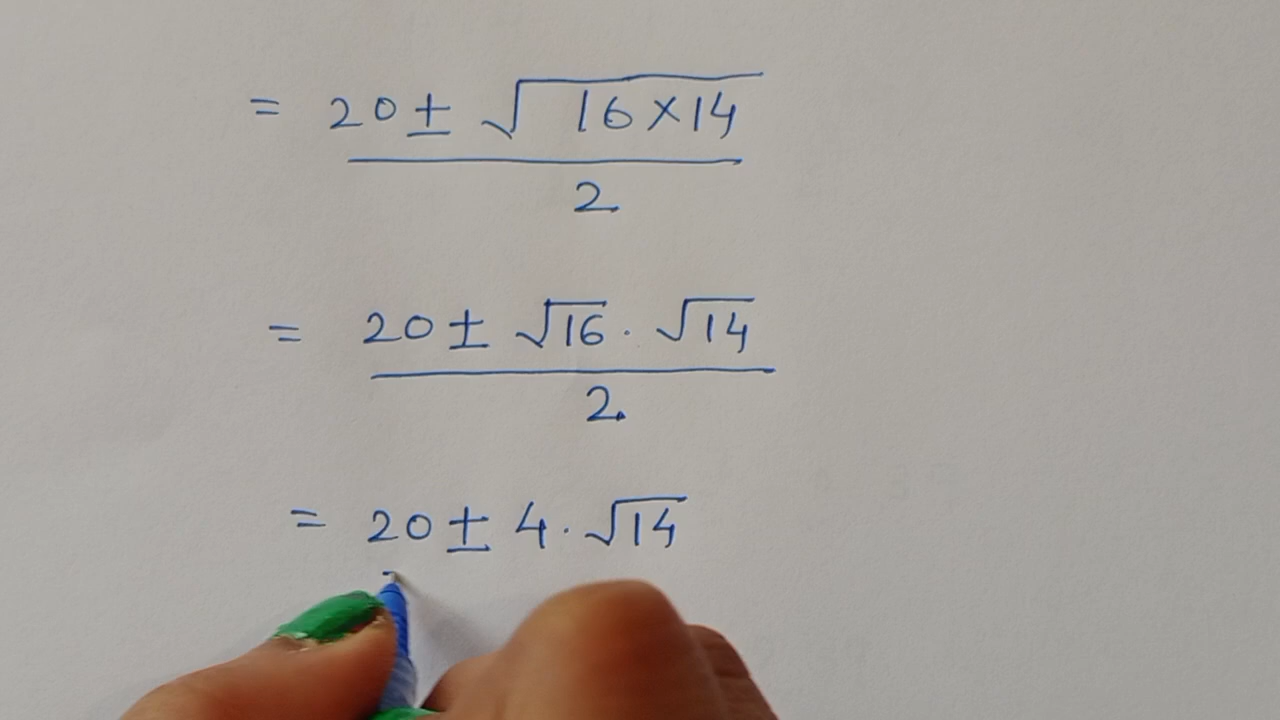 = 20 ± √16×14
2
= 20 ± √16 · √14
2
= 20 ± 4 · √14